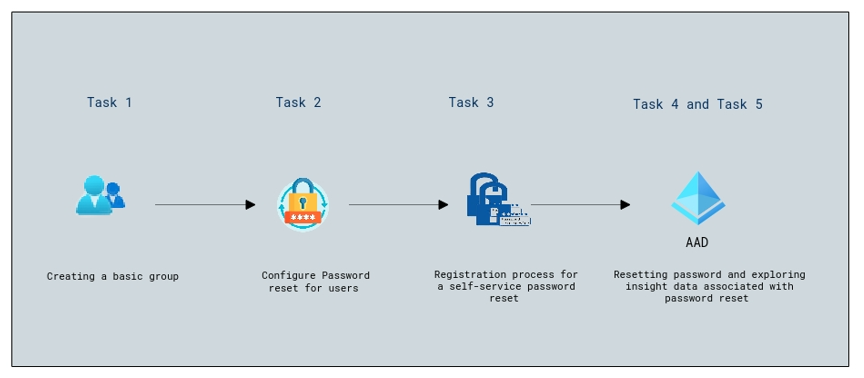 Task 1
Task 2
Task 3
Task 4 and Task 5
****
AAD
Creating a basic group
Configure Password
reset for users
Registration process for
a self-service password
reset
Resetting password and exploring
insight data associated with
password reset